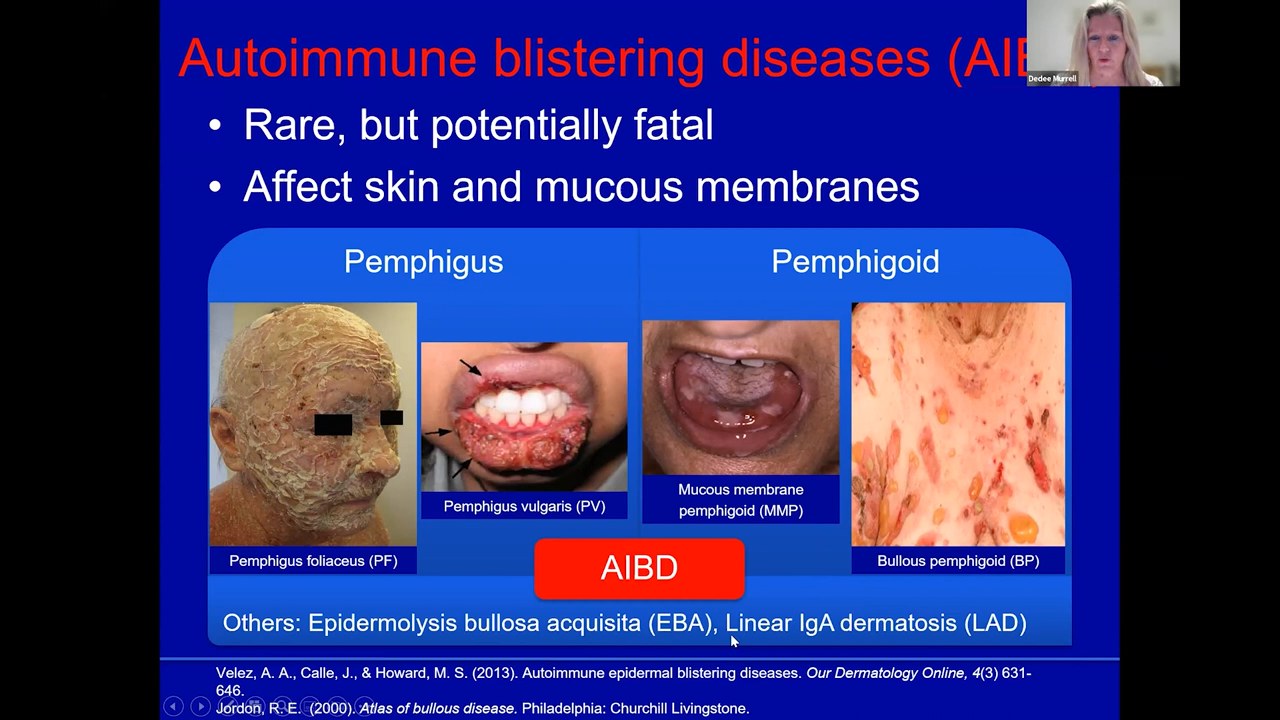 Autoimmune blistering diseases (AIB
Dedee Murrell
• Rare, but potentially fatal
• Affect skin and mucous membranes
Pemphigus
Pemphigoid
Pemphigus foliaceus (PF)
Pemphigus vulgaris (PV)
Mucous membrane
pemphigoid (MMP)
Bullous pemphigoid (BP)
AIBD
Others: Epidermolysis bullosa acquisita (EBA), Linear IgA dermatosis (LAD)
Velez, A. A., Calle, J., & Howard, M. S. (2013). Autoimmune epidermal blistering diseases. Our Dermatology Online, 4(3) 631-
646.
Jordon, R. E. (2000). Atlas of bullous disease. Philadelphia: Churchill Livingstone.